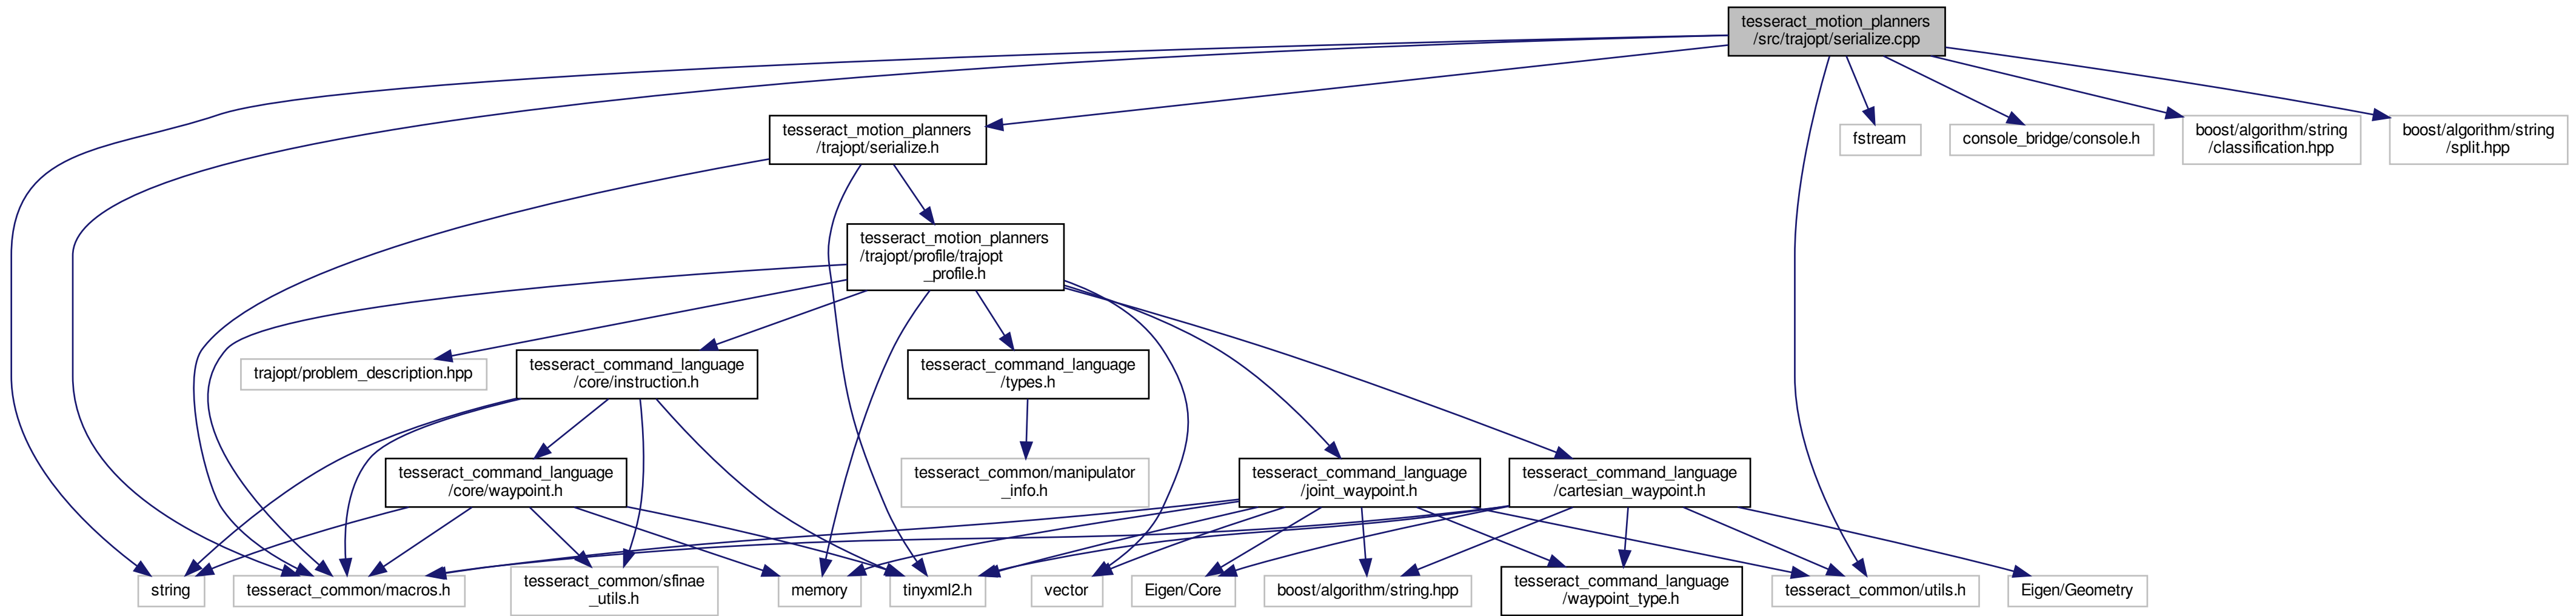 tesseract_motion_planners
/src/trajopt/serialize.cpp
tesseract_motion_planners
/trajopt/serialize.h
fstream
console_bridge/console.h
boost/algorithm/string
/classification.hpp
boost/algorithm/string
/split.hpp
tesseract_motion_planners
/trajopt/profile/trajopt
_profile.h
trajopt/problem_description.hpp
tesseract_command_language
/core/instruction.h
tesseract_command_language
/types.h
tesseract_command_language
/core/waypoint.h
tesseract_common/manipulator
_info.h
tesseract_command_language
/joint_waypoint.h
tesseract_command_language
/cartesian_waypoint.h
string
tesseract_common/macros.h
tesseract_common/sfinae
_utils.h
memory
tinyxml2.h
vector
Eigen/Core
boost/algorithm/string.hpp
tesseract_command_language
/waypoint_type.h
tesseract_common/utils.h
Eigen/Geometry